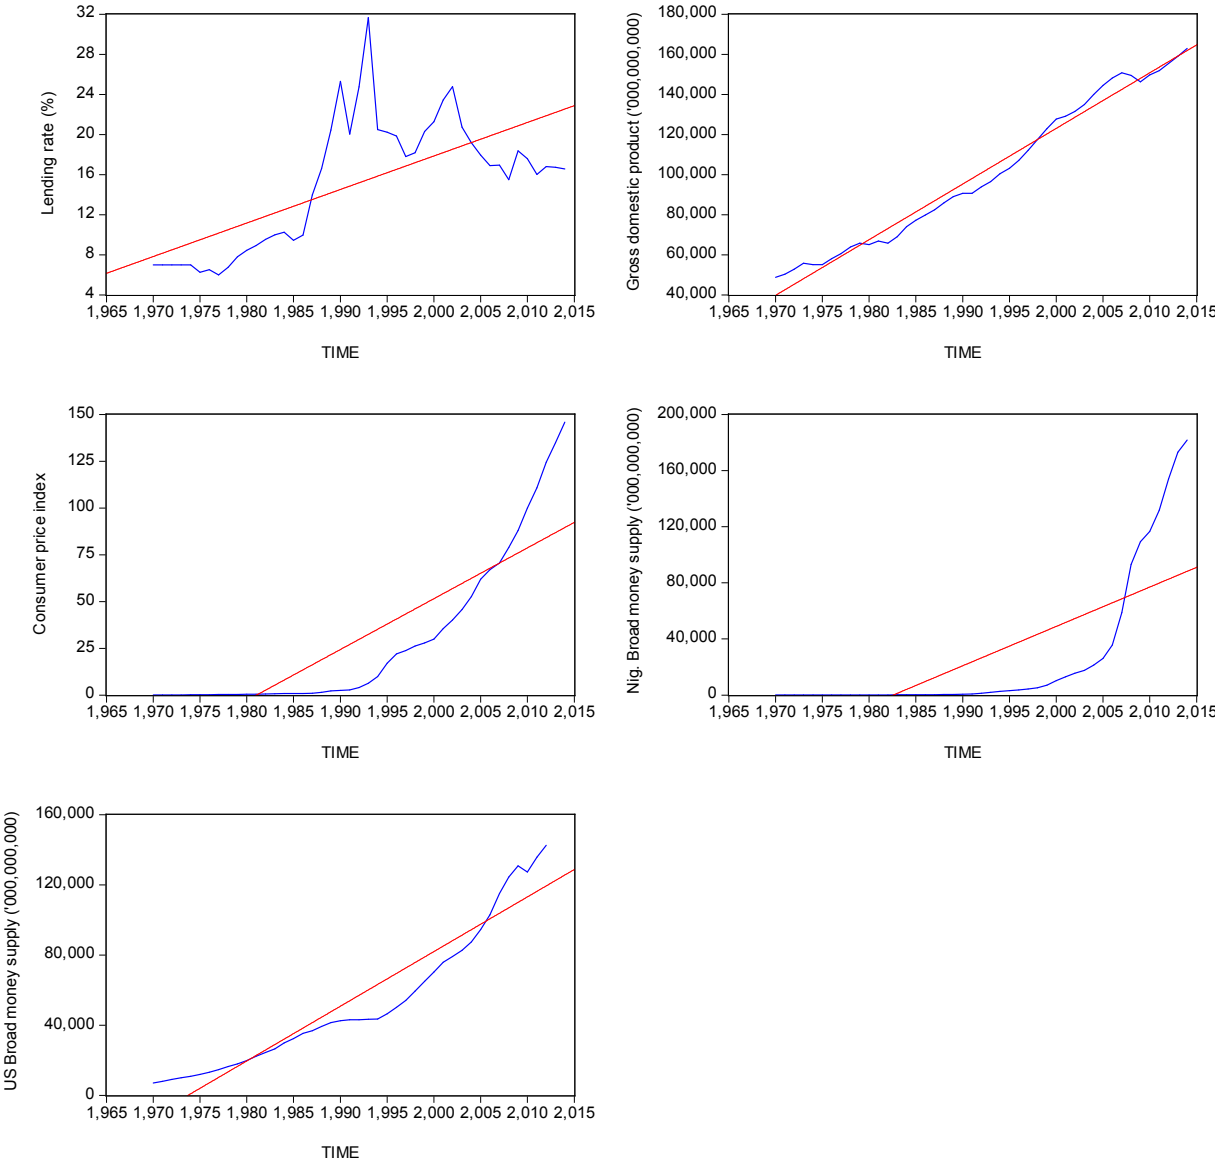 Lending rate (%)
32
28
24
20
16
12
8
4
1,965 1,970 1,975 1,980 1,985 1,990 1,995 2,000 2,005 2,010 2,015
TIME
Gross domestic product ('000,000,000)
180,000
160,000
140,000
120,000
100,000
80,000
60,000
40,000
1,965 1,970 1,975 1,980 1,985 1,990 1,995 2,000 2,005 2,010 2,015
TIME
Consumer price index
150
125
100
75
50
25
0
1,965 1,970 1,975 1,980 1,985 1,990 1,995 2,000 2,005 2,010 2,015
TIME
Nig. Broad money supply ('000,000,000)
200,000
160,000
120,000
80,000
40,000
0
1,965 1,970 1,975 1,980 1,985 1,990 1,995 2,000 2,005 2,010 2,015
TIME
US Broad money supply ('000,000,000)
160,000
120,000
80,000
40,000
0
1,965 1,970 1,975 1,980 1,985 1,990 1,995 2,000 2,005 2,010 2,015
TIME